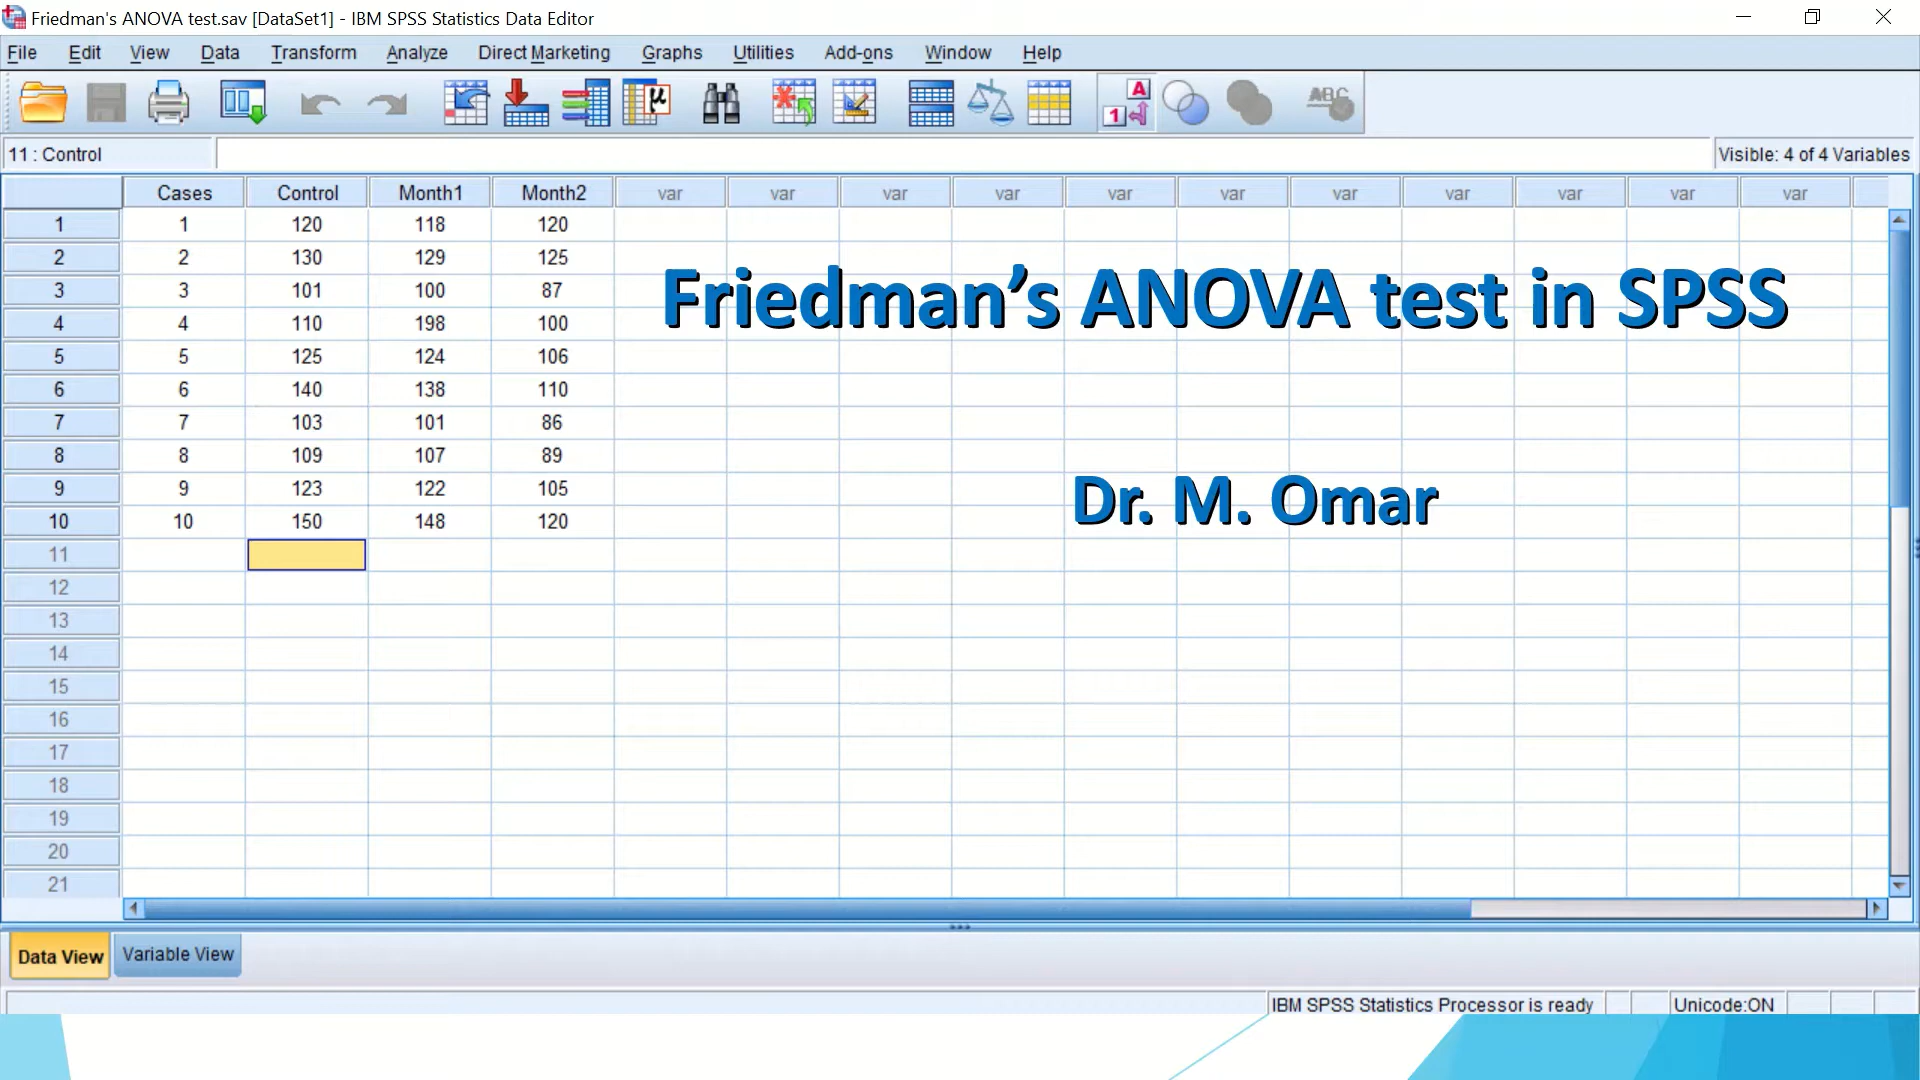 Friedman's ANOVA test.sav [DataSet1] - IBM SPSS Statistics Data Editor
File Edit View Data Transform Analyze Direct Marketing Graphs Utilities Add-ons Window Help
μ A 1 ABC
11 : Control Visible: 4 of 4 Variables
Cases Control Month1 Month2 var var var var var var var var var var var
1 1 120 118 120
2 2 130 129 125
3 3 101 100 87
Friedman's ANOVA test in SPSS
4 4 110 198 100
5 5 125 124 106
6 6 140 138 110
7 7 103 101 86
8 8 109 107 89
9 9 123 122 105
Dr. M. Omar
10 10 150 148 120
11
12
13
14
15
16
17
18
19
20
21
Data View Variable View
IBM SPSS Statistics Processor is ready Unicode:ON